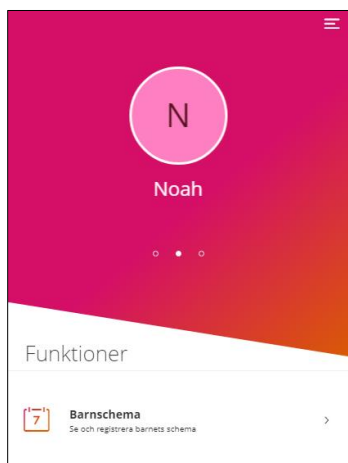 N
Noah
Funktioner
7
Barnschema
Se och registrera barnets schema